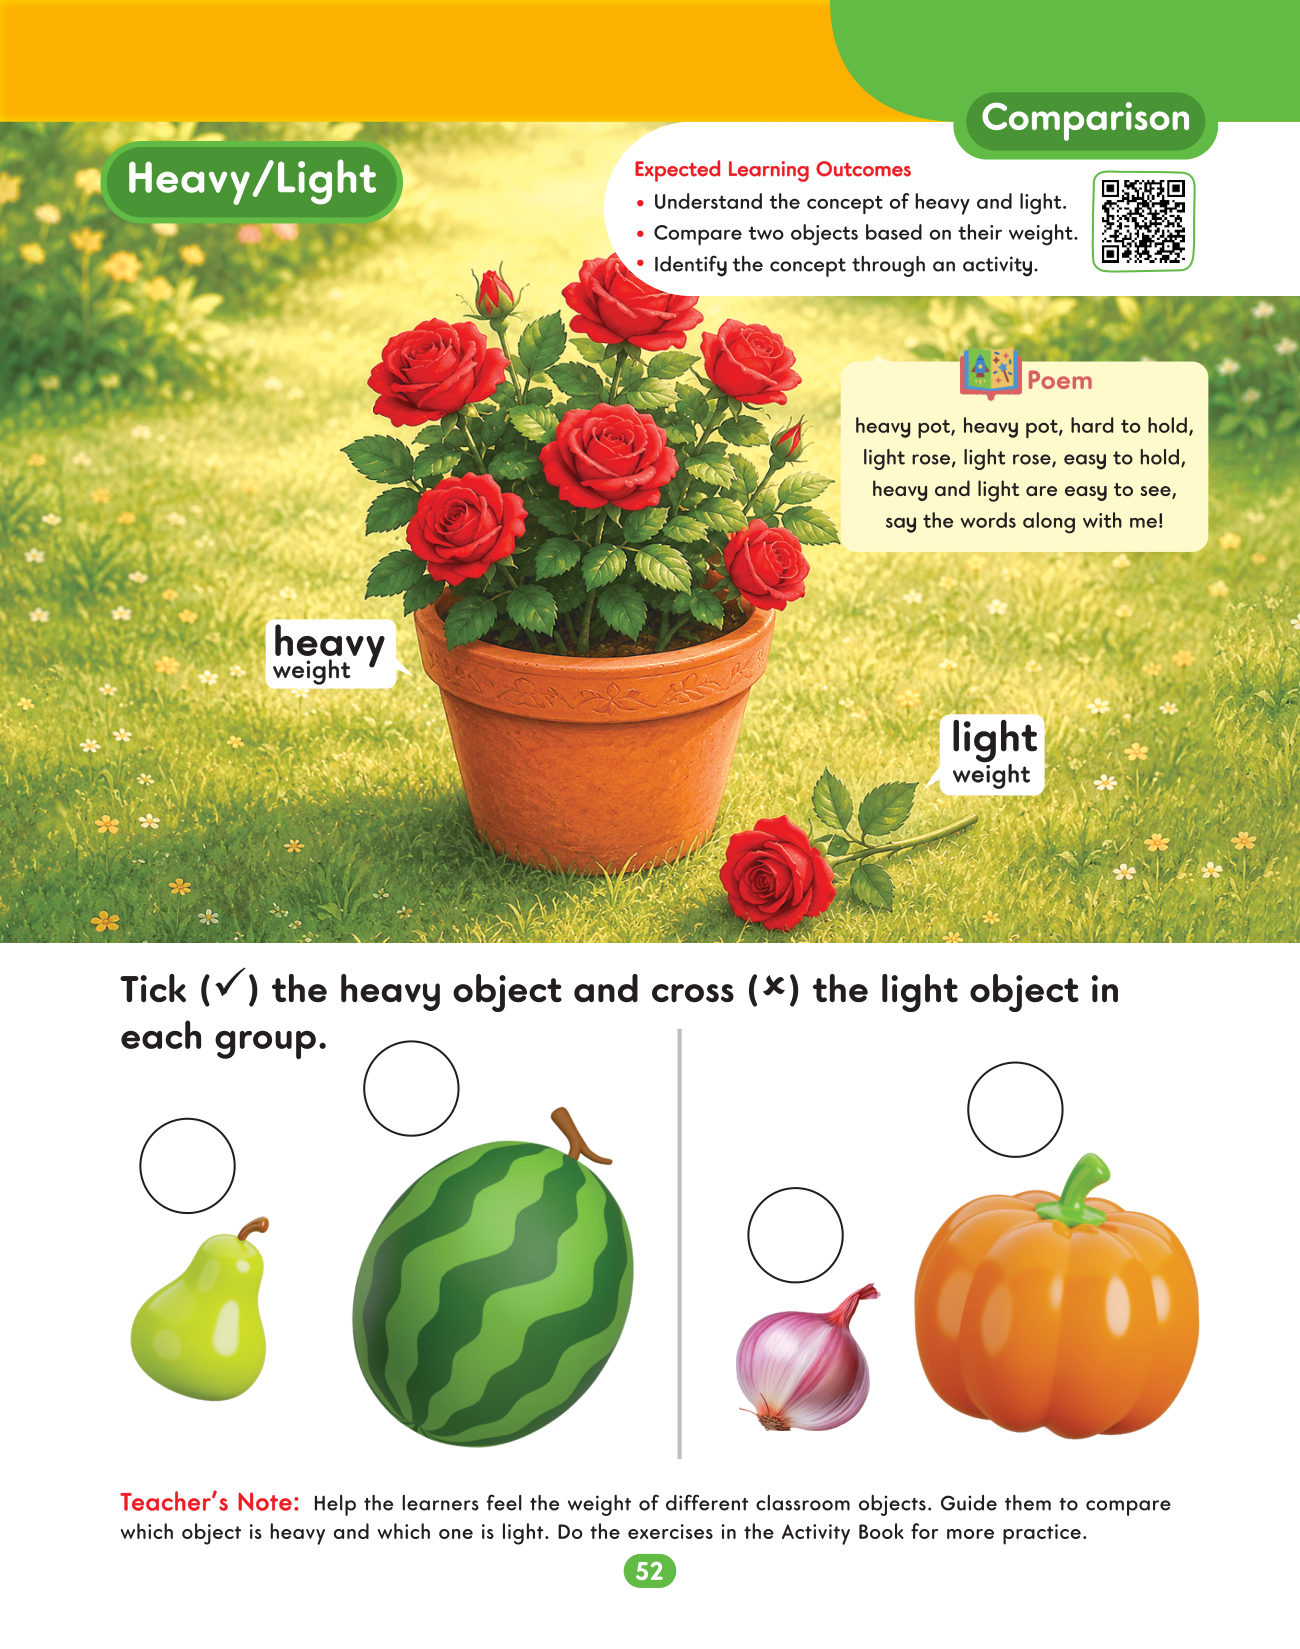 Comparison
Heavy/Light
Expected Learning Outcomes
• Understand the concept of heavy and light.
• Compare two objects based on their weight.
• Identify the concept through an activity.
Poem
heavy pot, heavy pot, hard to hold,
light rose, light rose, easy to hold,
heavy and light are easy to see,
say the words along with me!
heavy
weight
light
weight
Tick (✓) the heavy object and cross (✗) the light object in
each group.
Teacher's Note: Help the learners feel the weight of different classroom objects. Guide them to compare
which object is heavy and which one is light. Do the exercises in the Activity Book for more practice.
52